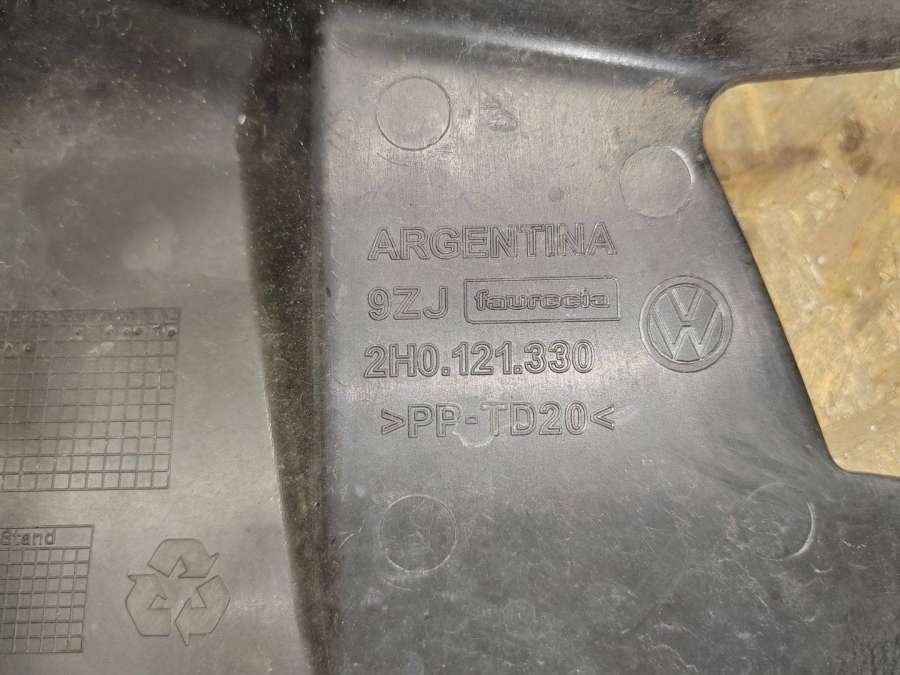 ARGENTINA
9ZJ faurecia
2H0.121.330
>PP-TD20<
Stand